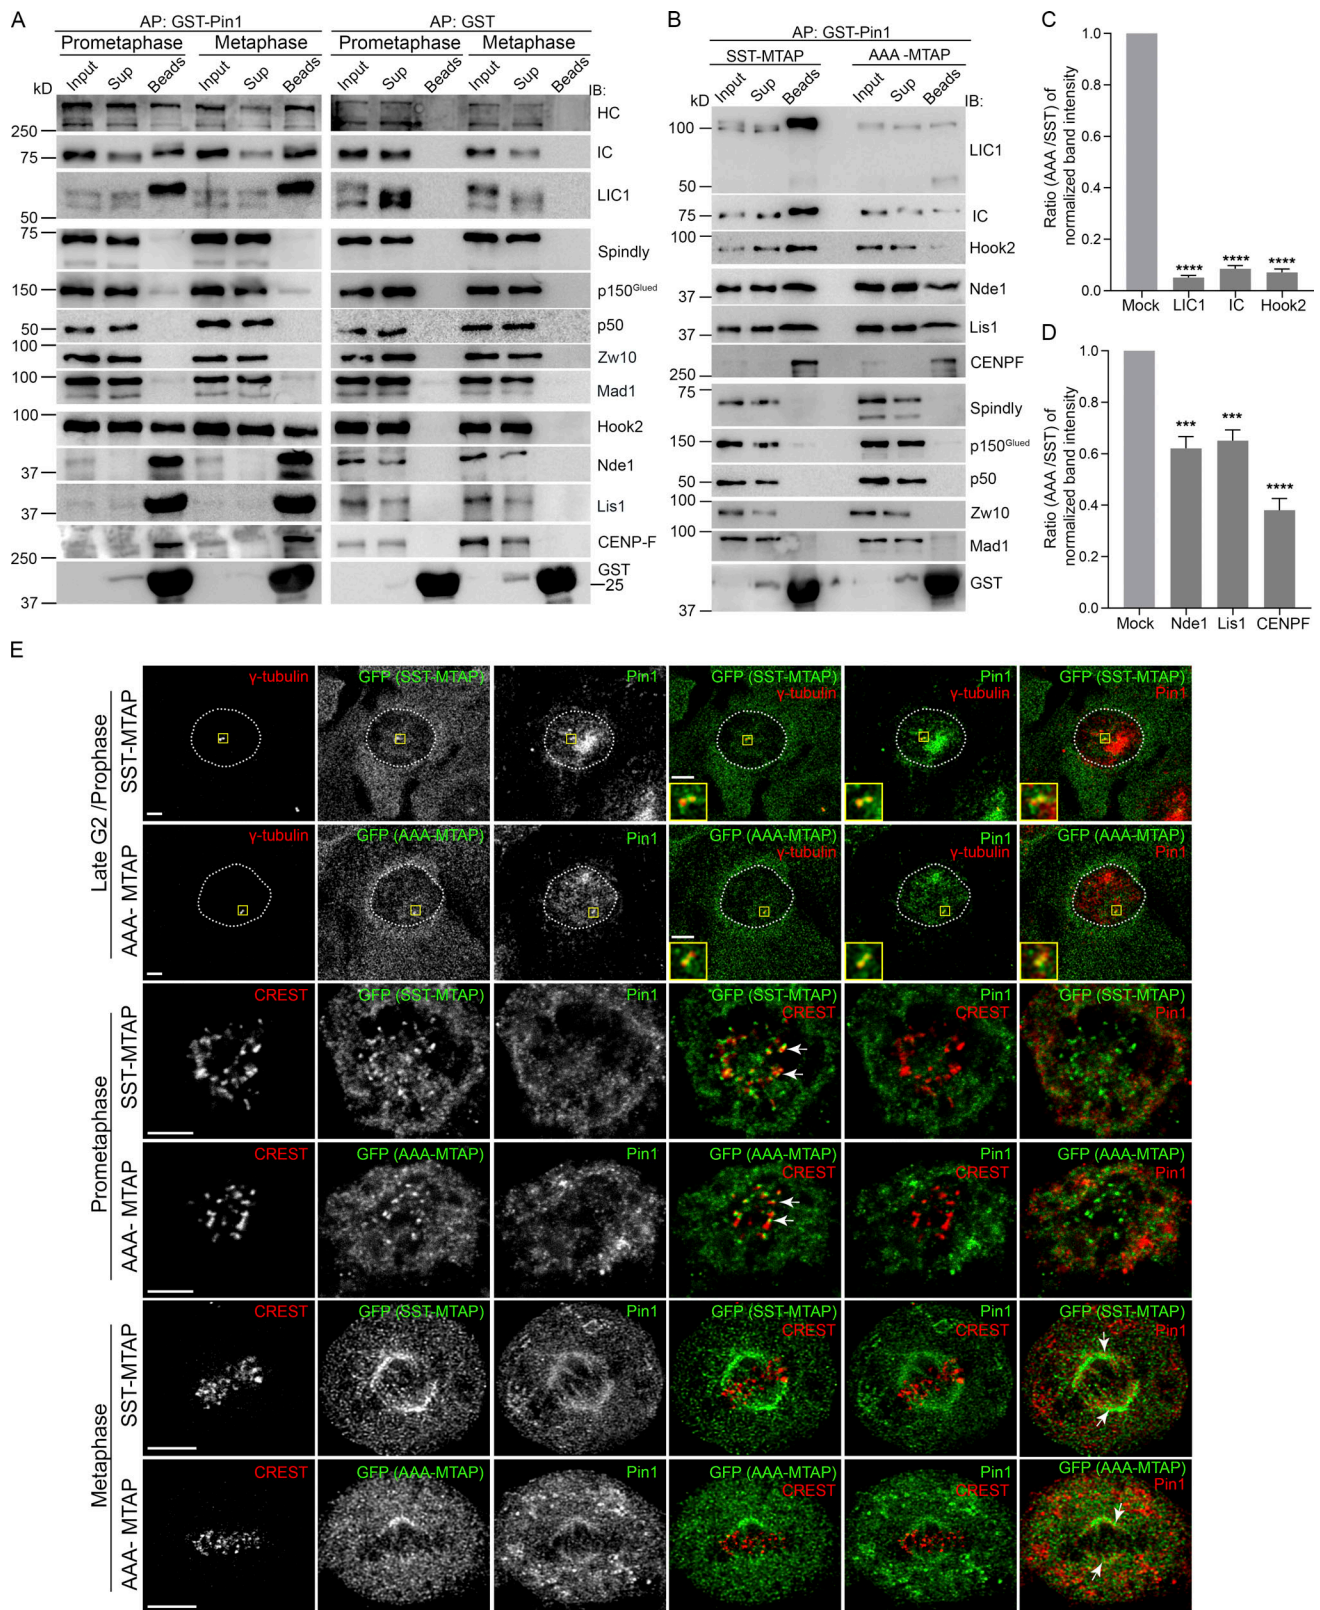 A
AP: GST-Pin1
AP: GST
Prometaphase
Metaphase
Prometaphase
Metaphase
Input
Sup
Beads
Input
Sup
Beads
Input
Sup
Beads
Input
Sup
Beads
kD
IB:
250
HC
75
IC
50
LIC1
75
Spindly
150
p150Glued
50
p50
100
Zw10
100
Mad1
100
Hook2
37
Nde1
37
Lis1
250
CENP-F
37
GST
25
B
AP: GST-Pin1
SST-MTAP
AAA -MTAP
Input
Sup
Beads
Input
Sup
Beads
kD
IB:
100
LIC1
50
75
IC
100
Hook2
37
Nde1
37
Lis1
250
CENPF
75
Spindly
150
p150Glued
50
p50
100
Zw10
100
Mad1
37
GST
C
Ratio (AAA /SST) of
normalized band intensity
1.0
0.8
0.6
0.4
0.2
0.0
****
****
****
Mock
LIC1
IC
Hook2
D
Ratio (AAA /SST) of
normalized band intensity
1.0
0.8
0.6
0.4
0.2
0.0
***
***
****
Mock
Nde1
Lis1
CENPF
E
Late G2 /Prophase
SST-MTAP
γ-tubulin
GFP (SST-MTAP)
Pin1
GFP (SST-MTAP)
γ-tubulin
Pin1
γ-tubulin
GFP (SST-MTAP)
Pin1
AAA- MTAP
γ-tubulin
GFP (AAA-MTAP)
Pin1
GFP (AAA-MTAP)
γ-tubulin
Pin1
γ-tubulin
GFP (AAA-MTAP)
Pin1
Prometaphase
SST-MTAP
CREST
GFP (SST-MTAP)
Pin1
GFP (SST-MTAP)
CREST
Pin1
CREST
GFP (SST-MTAP)
Pin1
AAA- MTAP
CREST
GFP (AAA-MTAP)
Pin1
GFP (AAA-MTAP)
CREST
Pin1
CREST
GFP (AAA-MTAP)
Pin1
Metaphase
SST-MTAP
CREST
GFP (SST-MTAP)
Pin1
GFP (SST-MTAP)
CREST
Pin1
CREST
GFP (SST-MTAP)
Pin1
AAA- MTAP
CREST
GFP (AAA-MTAP)
Pin1
GFP (AAA-MTAP)
CREST
Pin1
CREST
GFP (AAA-MTAP)
Pin1